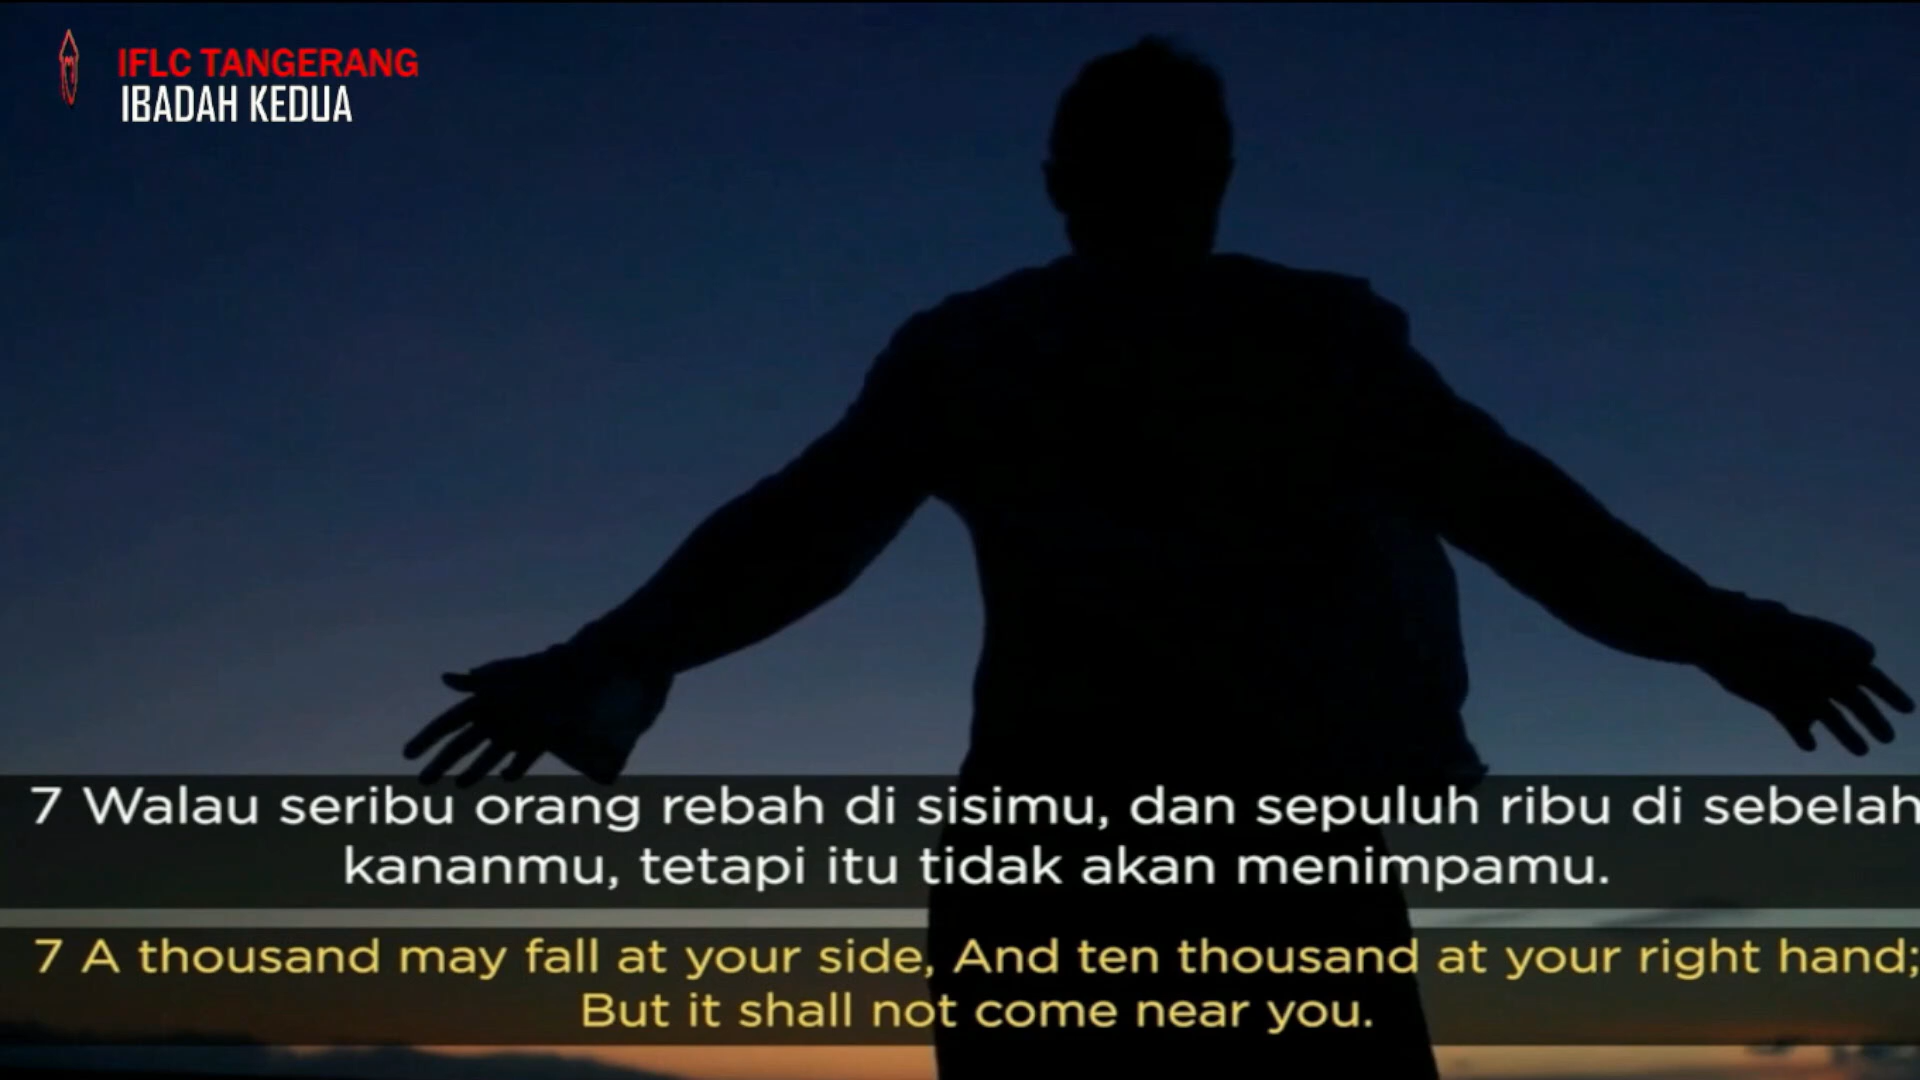 IFLC TANGERANG
IBADAH KEDUA
7 Walau seribu orang rebah di sisimu, dan sepuluh ribu di sebelah
kananmu, tetapi itu tidak akan menimpamu.
7 A thousand may fall at your side, And ten thousand at your right hand;
But it shall not come near you.